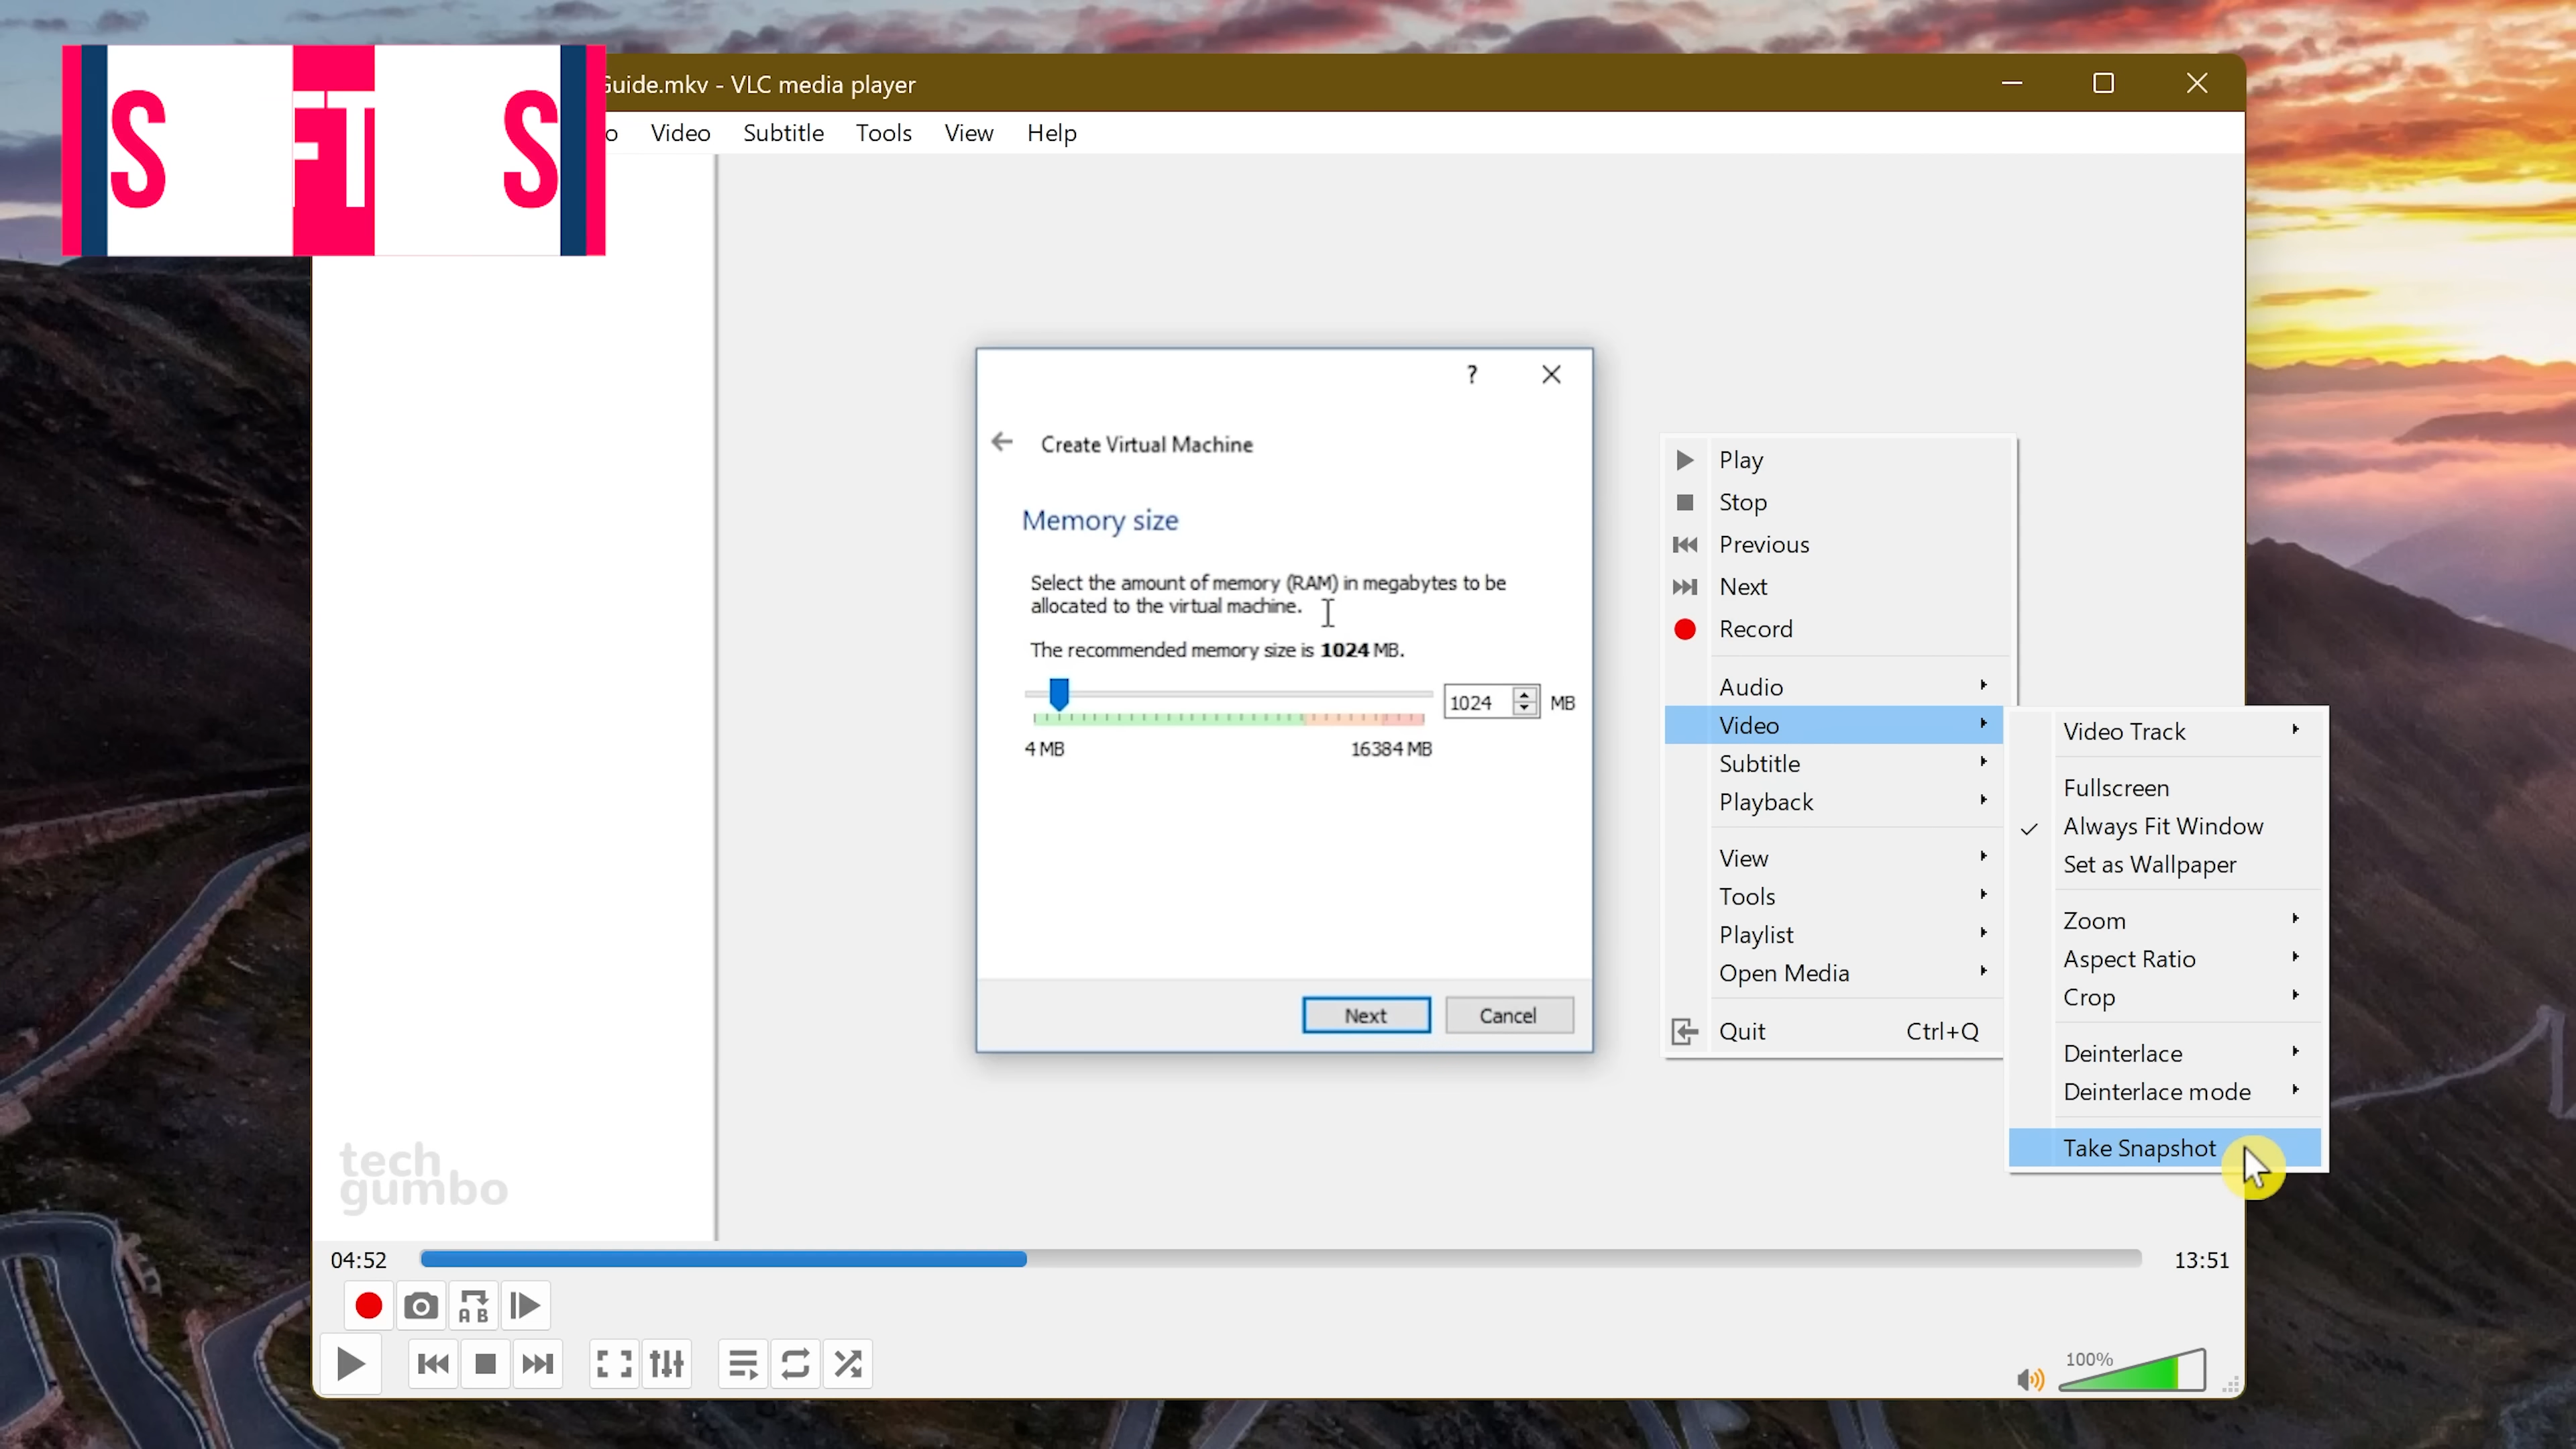 S FT S
Guide.mkv - VLC media player
o Video Subtitle Tools View Help
?
Create Virtual Machine
Memory size
Select the amount of memory (RAM) in megabytes to be
allocated to the virtual machine.
The recommended memory size is 1024 MB.
1024 MB
4 MB 16384 MB
Next Cancel
Play
Stop
Previous
Next
Record
Audio
Video
Subtitle
Playback
View
Tools
Playlist
Open Media
Quit Ctrl+Q
Video Track
Fullscreen
Always Fit Window
Set as Wallpaper
Zoom
Aspect Ratio
Crop
Deinterlace
Deinterlace mode
Take Snapshot
tech
gumbo
04:52 13:51
A B
100%